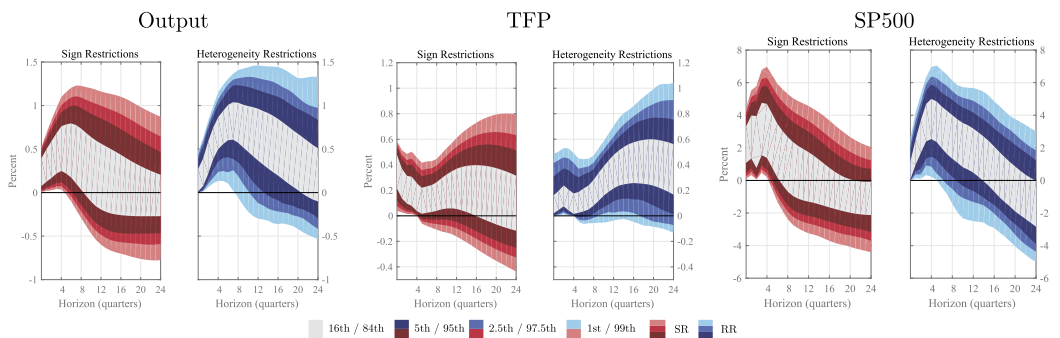 Output
TFP
SP500
Sign Restrictions
Heterogeneity Restrictions
Sign Restrictions
Heterogeneity Restrictions
Sign Restrictions
Heterogeneity Restrictions
Percent
1.5
1
0.5
0
-0.5
-1
0 4 8 12 16 20 24
Horizon (quarters)
1.5
1
0.5
0
-0.5
-1
0 4 8 12 16 20 24
Horizon (quarters)
Percent
1.2
1
0.8
0.6
0.4
0.2
0
-0.2
-0.4
0 4 8 12 16 20 24
Horizon (quarters)
1.2
1
0.8
0.6
0.4
0.2
0
-0.2
-0.4
0 4 8 12 16 20 24
Horizon (quarters)
Percent
8
6
4
2
0
-2
-4
-6
0 4 8 12 16 20 24
Horizon (quarters)
8
6
4
2
0
-2
-4
-6
0 4 8 12 16 20 24
Horizon (quarters)
16th / 84th 5th / 95th 2.5th / 97.5th 1st / 99th SR RR